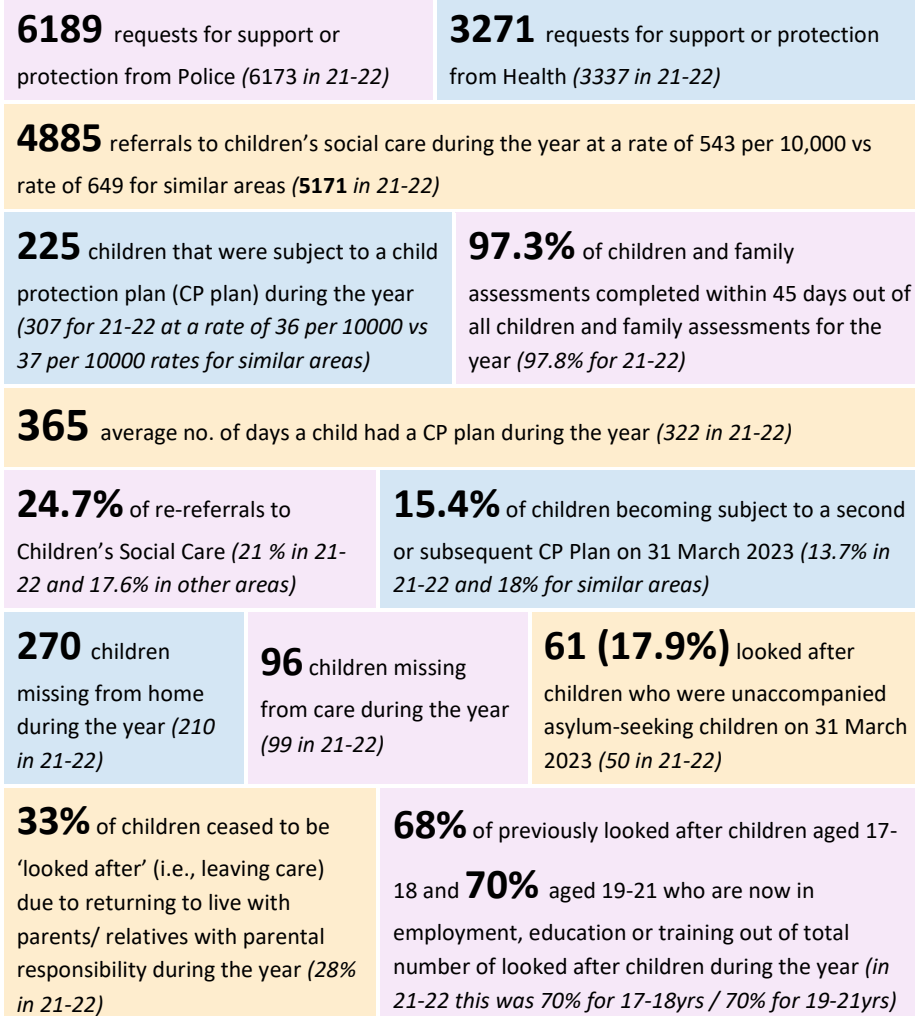 6189 requests for support or
protection from Police (6173 in 21-22)
3271 requests for support or protection
from Health (3337 in 21-22)
4885 referrals to children’s social care during the year at a rate of 543 per 10,000 vs
rate of 649 for similar areas (5171 in 21-22)
225 children that were subject to a child
protection plan (CP plan) during the year
(307 for 21-22 at a rate of 36 per 10000 vs
37 per 10000 rates for similar areas)
97.3% of children and family
assessments completed within 45 days out of
all children and family assessments for the
year (97.8% for 21-22)
365 average no. of days a child had a CP plan during the year (322 in 21-22)
24.7% of re-referrals to
Children’s Social Care (21 % in 21-
22 and 17.6% in other areas)
15.4% of children becoming subject to a second
or subsequent CP Plan on 31 March 2023 (13.7% in
21-22 and 18% for similar areas)
270 children
missing from home
during the year (210
in 21-22)
96 children missing
from care during the year
(99 in 21-22)
61 (17.9%) looked after
children who were unaccompanied
asylum-seeking children on 31 March
2023 (50 in 21-22)
33% of children ceased to be
‘looked after’ (i.e., leaving care)
due to returning to live with
parents/ relatives with parental
responsibility during the year (28%
in 21-22)
68% of previously looked after children aged 17-
18 and 70% aged 19-21 who are now in
employment, education or training out of total
number of looked after children during the year (in
21-22 this was 70% for 17-18yrs / 70% for 19-21yrs)